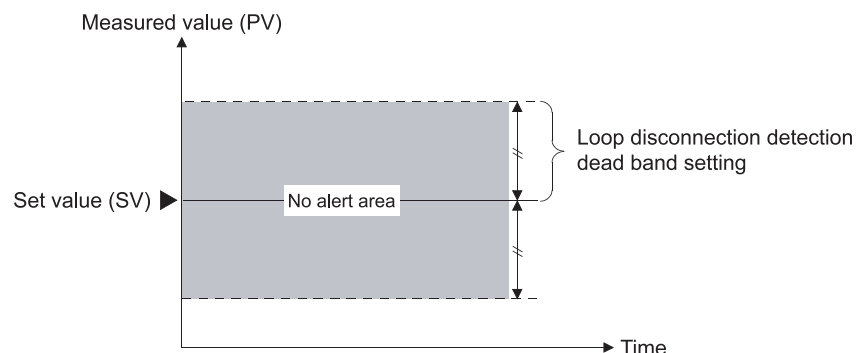 Measured value (PV)
Loop disconnection detection
dead band setting
Set value (SV)
No alert area
Time